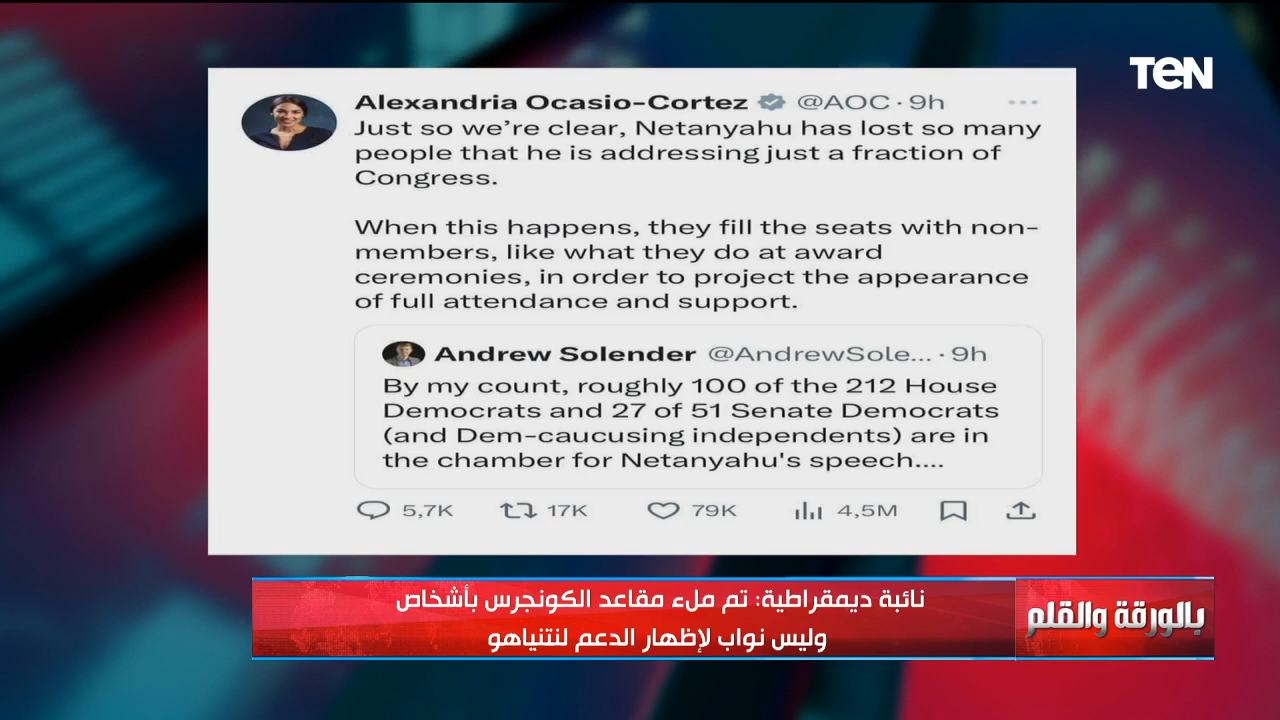 TEN
Alexandria Ocasio-Cortez @AOC · 9h
Just so we’re clear, Netanyahu has lost so many
people that he is addressing just a fraction of
Congress.
When this happens, they fill the seats with non-
members, like what they do at award
ceremonies, in order to project the appearance
of full attendance and support.
Andrew Solender @AndrewSole... · 9h
By my count, roughly 100 of the 212 House
Democrats and 27 of 51 Senate Democrats
(and Dem-caucusing independents) are in
the chamber for Netanyahu's speech....
5,7K 17K 79K 4,5M
بالورقة والقلم
نائبة ديمقراطية: تم ملء مقاعد الكونجرس بأشخاص
وليس نواب لإظهار الدعم لنتنياهو